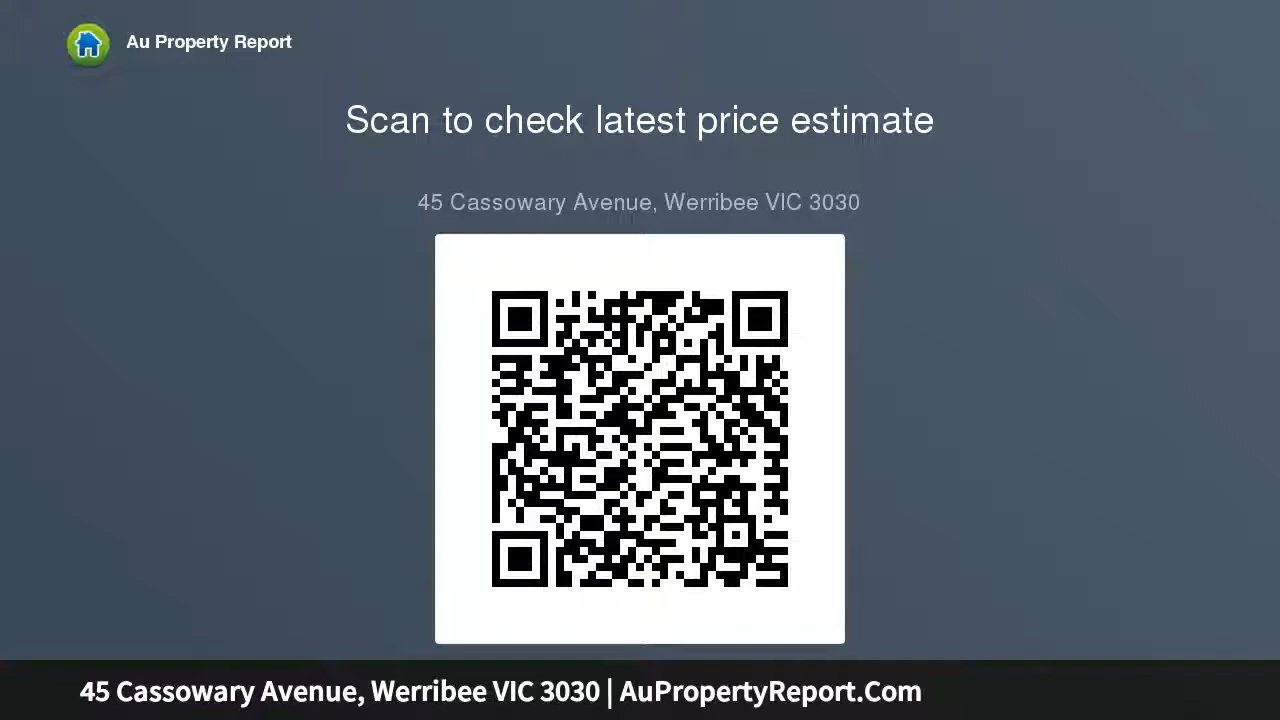 Au Property Report
Scan to check latest price estimate
45 Cassowary Avenue, Werribee VIC 3030
45 Cassowary Avenue, Werribee VIC 3030 | AuPropertyReport.Com